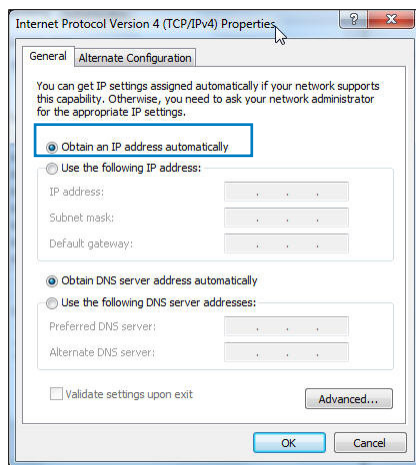 Internet Protocol Version 4 (TCP/IPv4) Properties
?
General
Alternate Configuration
You can get IP settings assigned automatically if your network supports
this capability. Otherwise, you need to ask your network administrator
for the appropriate IP settings.
Obtain an IP address automatically
Use the following IP address:
IP address:
Subnet mask:
Default gateway:
Obtain DNS server address automatically
Use the following DNS server addresses:
Preferred DNS server:
Alternate DNS server:
Validate settings upon exit
Advanced...
OK
Cancel